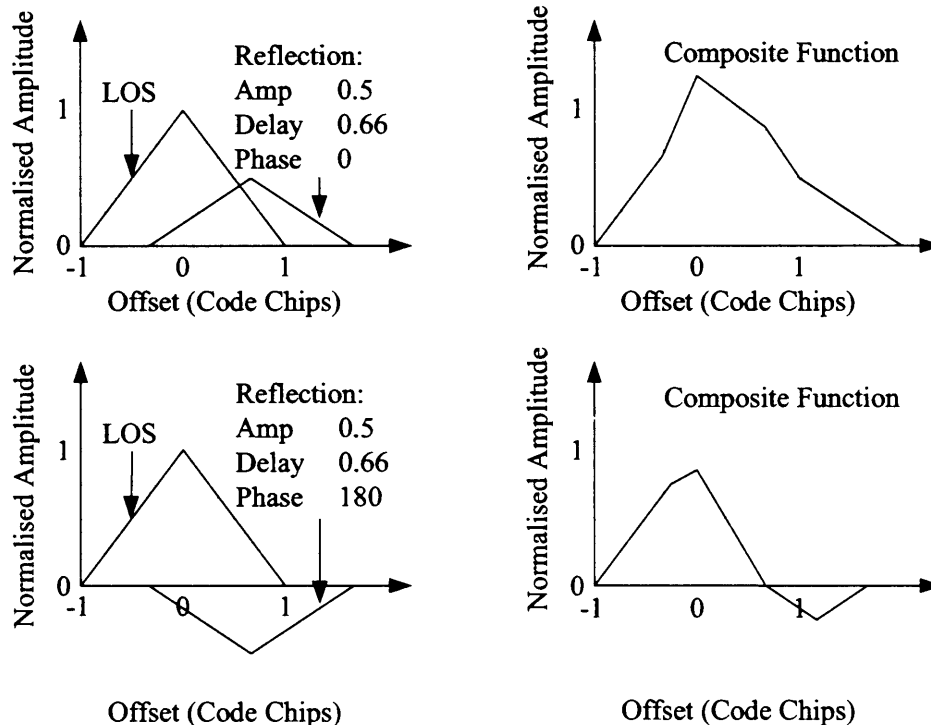 Normalised Amplitude
LOS
Reflection:
Amp 0.5
Delay 0.66
Phase 0
1
0
-1 0 1
Offset (Code Chips)
Normalised Amplitude
Composite Function
1
0
-1 0 1
Offset (Code Chips)
Normalised Amplitude
LOS
Reflection:
Amp 0.5
Delay 0.66
Phase 180
1
0
-1 0 1
Offset (Code Chips)
Normalised Amplitude
Composite Function
1
0
-1 0 1
Offset (Code Chips)